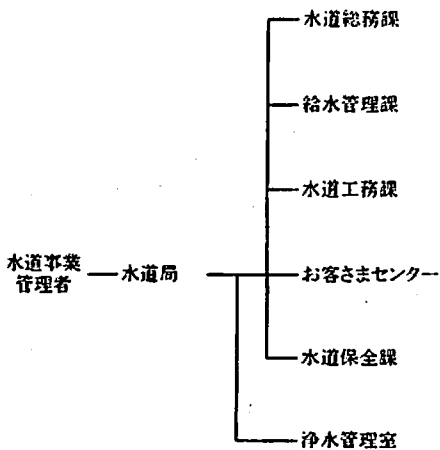 水道総務課
給水管理課
水道工務課
水道事業
管理者
水道局
お客さまセンター
水道保全課
浄水管理室